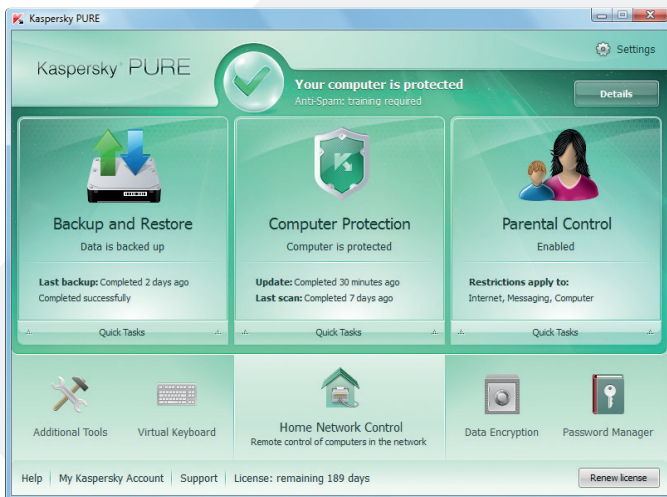 Kaspersky PURE
Settings
Kaspersky PURE
Your computer is protected
Anti-Spam: training required
Details
Backup and Restore
Data is backed up
Last backup: Completed 2 days ago
Completed successfully
Quick Tasks
Computer Protection
Computer is protected
Update: Completed 30 minutes ago
Last scan: Completed 7 days ago
Quick Tasks
Parental Control
Enabled
Restrictions apply to:
Internet, Messaging, Computer
Quick Tasks
Additional Tools
Virtual Keyboard
Home Network Control
Remote control of computers in the network
Data Encryption
Password Manager
Help | My Kaspersky Account | Support | License: remaining 189 days
Renew license